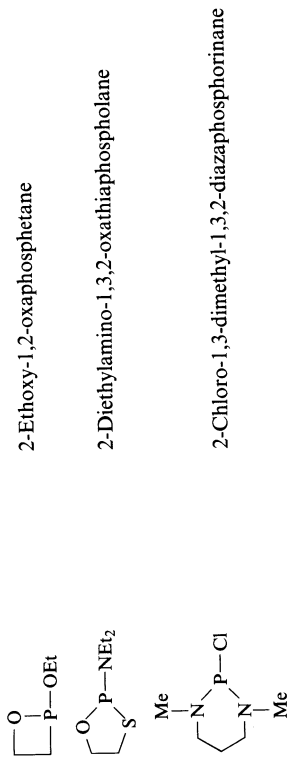 O
P—OEt
2-Ethoxy-1,2-oxaphosphetane
O
P—NEt₂
S
2-Diethylamino-1,3,2-oxathiaphospholane
Me
N
P—Cl
N
Me
2-Chloro-1,3-dimethyl-1,3,2-diazaphosphorinane